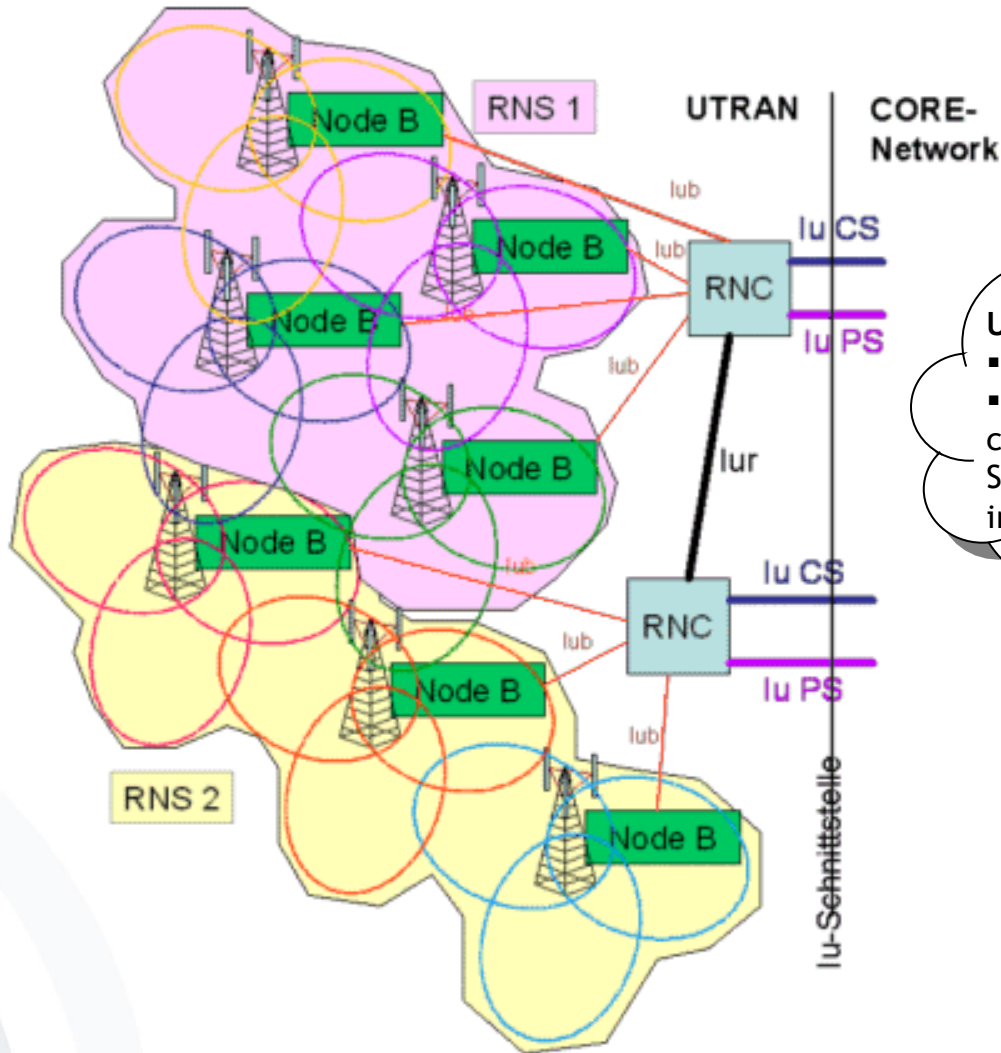 Node B
RNS 1
UTRAN
CORE-
Network
Iub
Node B
Iub
Iu CS
RNC
Node B
Iub
Iu PS
Iub
Node B
Iur
U
▪
▪
c
S
in
Node B
Iub
Iu CS
RNC
Iub
Node B
Iu PS
Iub
RNS 2
Node B
Iu-Schnittstelle